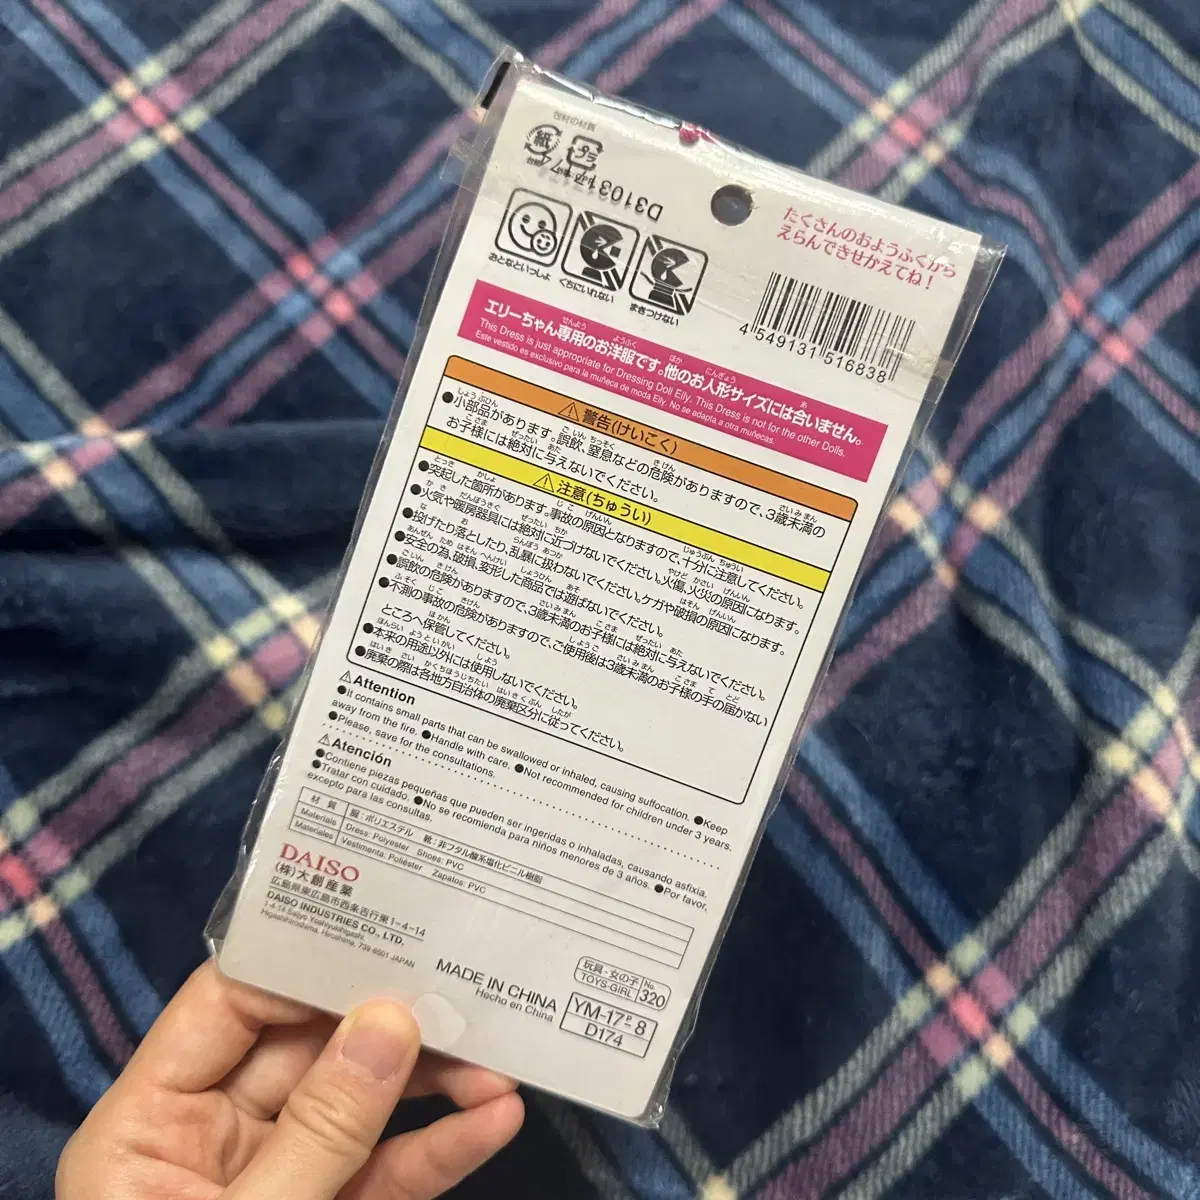 包材の材質
紙
プラ
台紙
D310317
おとなといっしょ
くちにいれない
まきつけない
たくさんのおようふくから
えらんできせかえてね!
4 549131 516838
エリーちゃん専用のお洋服です。他のお人形サイズには合いません。
This Dress is just appropriate for Dressing Doll Elly. This Dress is not for the other Dolls.
Este vestido es exclusivo para la muñeca de moda Elly. No se adapta a otra muñecas.
⚠警告(けいこく)
●小部品があります。誤飲、窒息などの危険がありますので、3歳未満の
お子様には絶対に与えないでください。
⚠注意(ちゅうい)
●突起した箇所があります。事故の原因となりますので、十分に注意してください。
●火気や暖房器具には絶対に近づけないでください。火傷、火災の原因になります。
●投げたり落としたり、乱暴に扱わないでください。ケガや破損の原因になります。
●安全の為、破損、変形した商品では遊ばないでください。
●誤飲の危険がありますので、3歳未満のお子様には絶対に与えないでください。
●不測の事故の危険がありますので、ご使用後は3歳未満のお子様の手の届かない
ところへ保管してください。
●本来の用途以外には使用しないでください。
●廃棄の際は各地方自治体の廃棄区分に従ってください。
⚠Attention
●It contains small parts that can be swallowed or inhaled, causing suffocation. ●Keep
away from the fire. ●Handle with care. ●Not recommended for children under 3 years.
●Please, save for the consultations.
⚠Atención
●Contiene piezas pequeñas que pueden ser ingeridas o inhaladas, causando asfixia.
●Tratar con cuidado. ●No se recomienda para niños menores de 3 años. ●Por favor,
excepto para las consultas.
材 質 服:ポリエステル 靴:非フタル酸系塩化ビニール樹脂
Materials Dress: Polyester Shoes: PVC
Materiales Vestimenta: Poliéster Zapatos: PVC
DAISO
(株)大創産業
広島県東広島市西条吉行東1-4-14
DAISO INDUSTRIES CO., LTD.
1-4-14 Saijyo Yoshiyukihigashi,
Higashihiroshima, Hiroshima, 739-8501 JAPAN
MADE IN CHINA
Hecho en China
玩具・女の子
TOYS-GIRL
No.
320
YM-17-P-8
D174